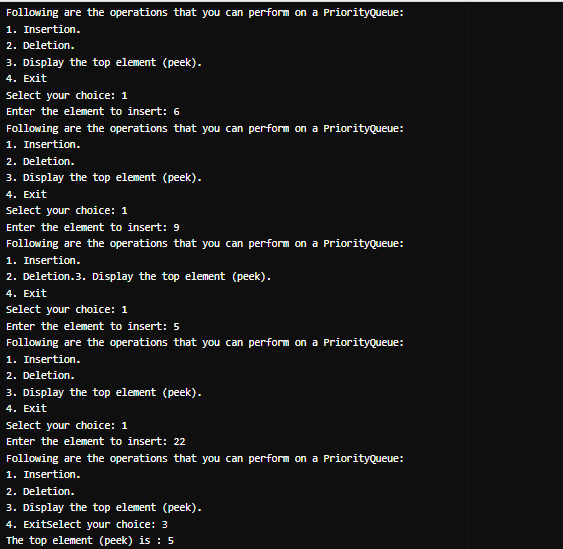 Following are the operations that you can perform on a PriorityQueue:
1. Insertion.
2. Deletion.
3. Display the top element (peek).
4. Exit
Select your choice: 1
Enter the element to insert: 6
Following are the operations that you can perform on a PriorityQueue:
1. Insertion.
2. Deletion.
3. Display the top element (peek).
4. Exit
Select your choice: 1
Enter the element to insert: 9
Following are the operations that you can perform on a PriorityQueue:
1. Insertion.
2. Deletion.3. Display the top element (peek).
4. Exit
Select your choice: 1
Enter the element to insert: 5
Following are the operations that you can perform on a PriorityQueue:
1. Insertion.
2. Deletion.
3. Display the top element (peek).
4. Exit
Select your choice: 1
Enter the element to insert: 22
Following are the operations that you can perform on a PriorityQueue:
1. Insertion.
2. Deletion.
3. Display the top element (peek).
4. ExitSelect your choice: 3
The top element (peek) is : 5